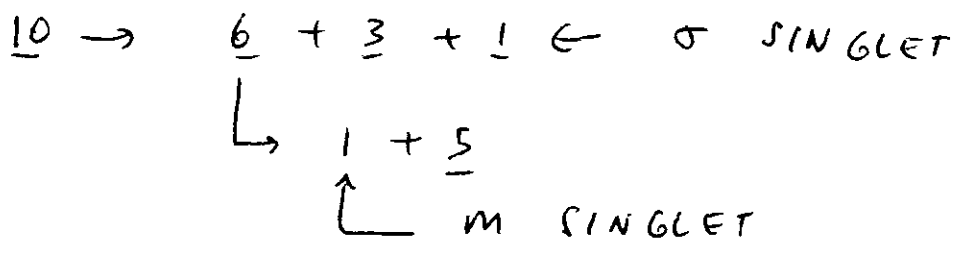 10 → 6 + 3 + 1 ← σ SINGLET
↳ 1 + 5
m SINGLET